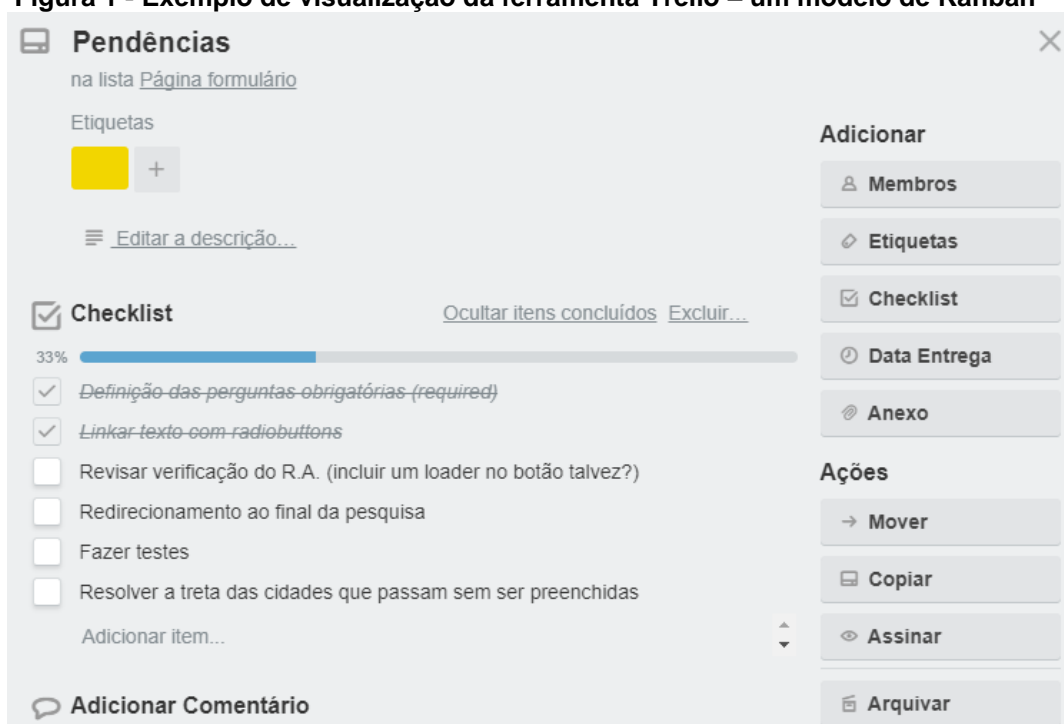 Figura 1 - Exemplo de visualização da ferramenta Trello – um modelo de Kanban
Pendências
na lista Página formulário
Etiquetas
+
Editar a descrição...
Checklist
Ocultar itens concluídos Excluir...
33%
Definição das perguntas obrigatórias (required)
Linkar texto com radiobuttons
Revisar verificação do R.A. (incluir um loader no botão talvez?)
Redirecionamento ao final da pesquisa
Fazer testes
Resolver a treta das cidades que passam sem ser preenchidas
Adicionar item...
Adicionar Comentário
Adicionar
Membros
Etiquetas
Checklist
Data Entrega
Anexo
Ações
Mover
Copiar
Assinar
Arquivar